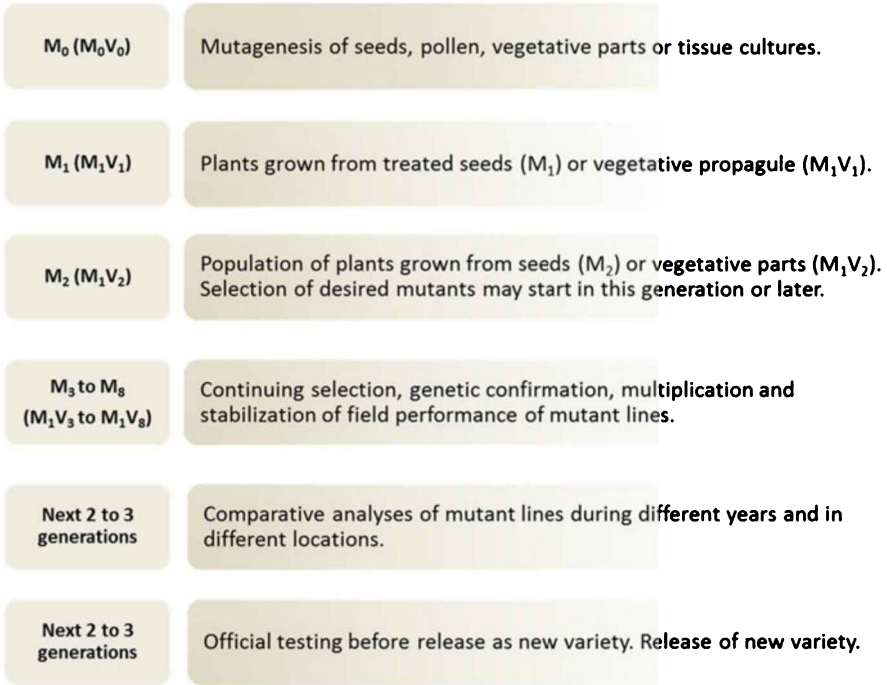 M₀ (M₀V₀)
Mutagenesis of seeds, pollen, vegetative parts or tissue cultures.
M₁ (M₁V₁)
Plants grown from treated seeds (M₁) or vegetative propagule (M₁V₁).
M₂ (M₁V₂)
Population of plants grown from seeds (M₂) or vegetative parts (M₁V₂).
Selection of desired mutants may start in this generation or later.
M₃ to M₈
(M₁V₃ to M₁V₈)
Continuing selection, genetic confirmation, multiplication and
stabilization of field performance of mutant lines.
Next 2 to 3
generations
Comparative analyses of mutant lines during different years and in
different locations.
Next 2 to 3
generations
Official testing before release as new variety. Release of new variety.